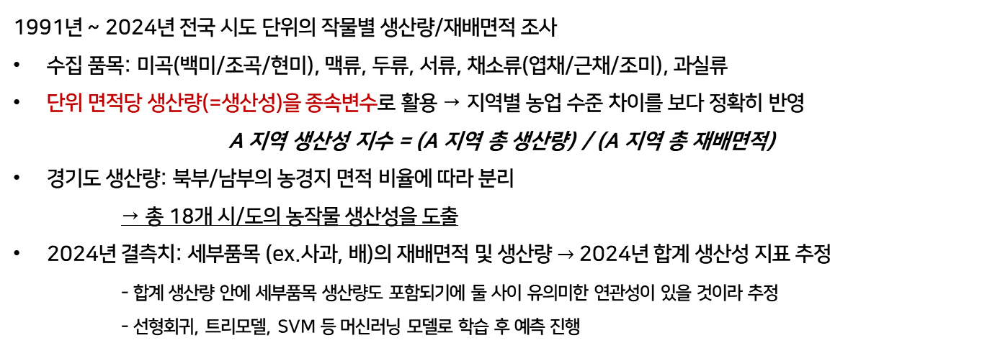 1991년 ~ 2024년 전국 시도 단위의 작물별 생산량/재배면적 조사
• 수집 품목: 미곡(백미/조곡/현미), 맥류, 두류, 서류, 채소류(엽채/근채/조미), 과실류
• 단위 면적당 생산량(=생산성)을 종속변수로 활용 → 지역별 농업 수준 차이를 보다 정확히 반영
A 지역 생산성 지수 = (A 지역 총 생산량) / (A 지역 총 재배면적)
• 경기도 생산량: 북부/남부의 농경지 면적 비율에 따라 분리
→ 총 18개 시/도의 농작물 생산성을 도출
• 2024년 결측치: 세부품목 (ex.사과, 배)의 재배면적 및 생산량 → 2024년 합계 생산성 지표 추정
- 합계 생산량 안에 세부품목 생산량도 포함되기에 둘 사이 유의미한 연관성이 있을 것이라 추정
- 선형회귀, 트리모델, SVM 등 머신러닝 모델로 학습 후 예측 진행